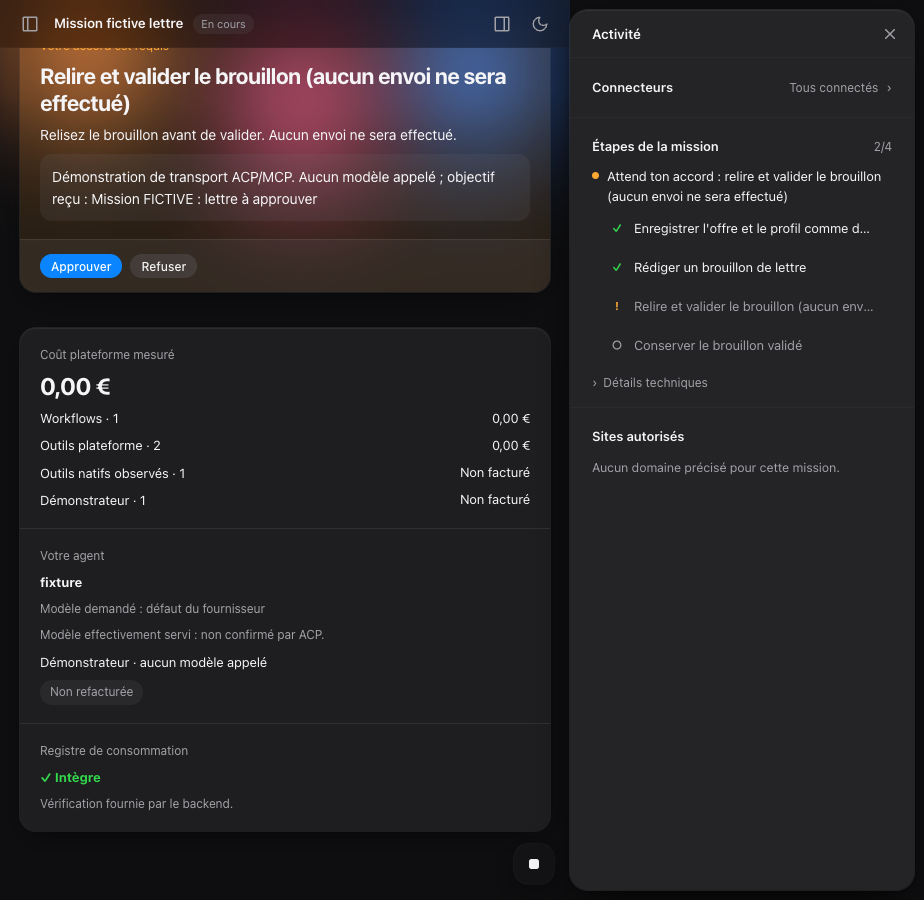 Mission fictive lettre
En cours
Votre accord est requis
Relire et valider le brouillon (aucun envoi ne sera
effectué)
Relisez le brouillon avant de valider. Aucun envoi ne sera effectué.
Démonstration de transport ACP/MCP. Aucun modèle appelé ; objectif
reçu : Mission FICTIVE : lettre à approuver
Approuver
Refuser
Coût plateforme mesuré
0,00 €
Workflows · 1 0,00 €
Outils plateforme · 2 0,00 €
Outils natifs observés · 1 Non facturé
Démonstrateur · 1 Non facturé
Votre agent
fixture
Modèle demandé : défaut du fournisseur
Modèle effectivement servi : non confirmé par ACP.
Démonstrateur · aucun modèle appelé
Non refacturée
Registre de consommation
✓ Intègre
Vérification fournie par le backend.
Activité
Connecteurs Tous connectés ›
Étapes de la mission 2/4
Attend ton accord : relire et valider le brouillon
(aucun envoi ne sera effectué)
✓ Enregistrer l'offre et le profil comme d...
✓ Rédiger un brouillon de lettre
! Relire et valider le brouillon (aucun env...
Conserver le brouillon validé
› Détails techniques
Sites autorisés
Aucun domaine précisé pour cette mission.